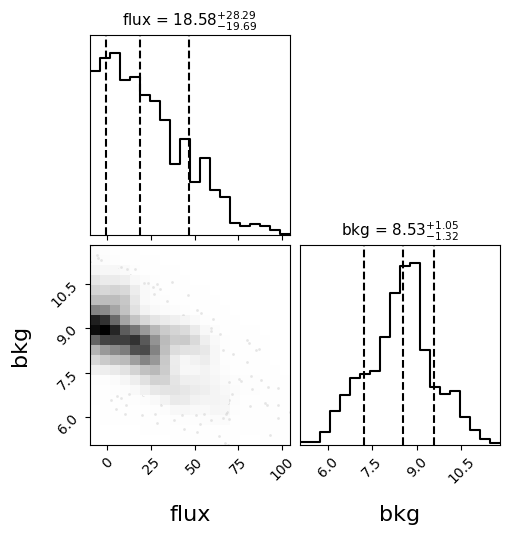 flux = 18.58+28.29−19.69
bkg = 8.53+1.05−1.32
bkg
10.5
9.0
7.5
6.0
0 25 50 75 100
6.0 7.5 9.0 10.5
flux bkg